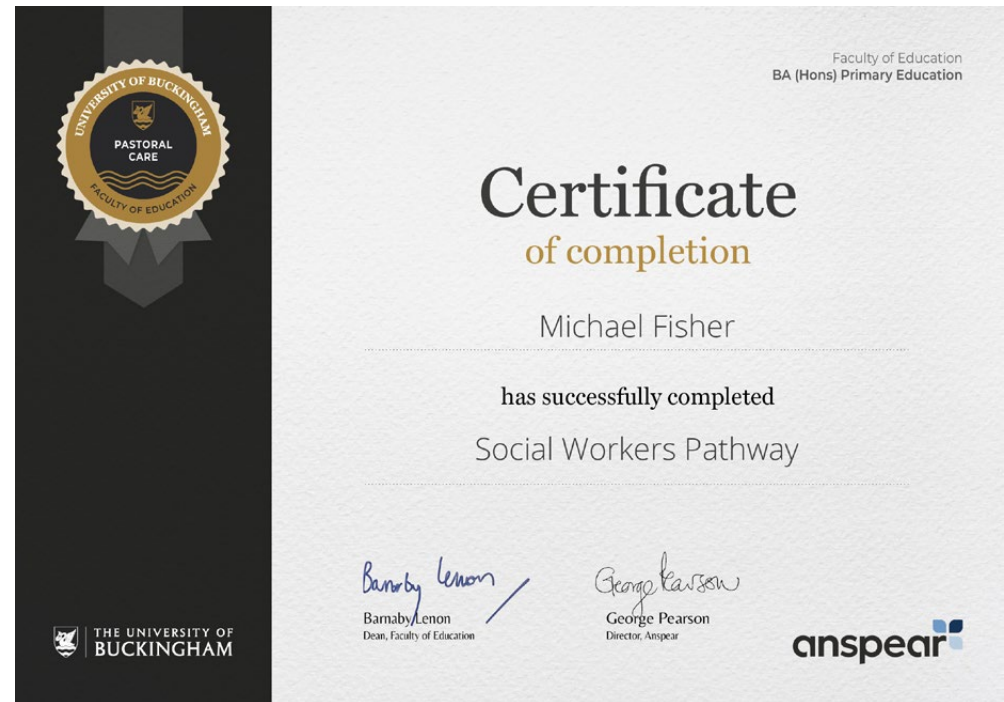 UNIVERSITY OF BUCKINGHAM
PASTORAL
CARE
FACULTY OF EDUCATION
Faculty of Education
BA (Hons) Primary Education
Certificate
of completion
Michael Fisher
has successfully completed
Social Workers Pathway
Barnaby Lenon
George Pearson
Barnaby Lenon
Dean, Faculty of Education
George Pearson
Director, Anspear
THE UNIVERSITY OF
BUCKINGHAM
anspear